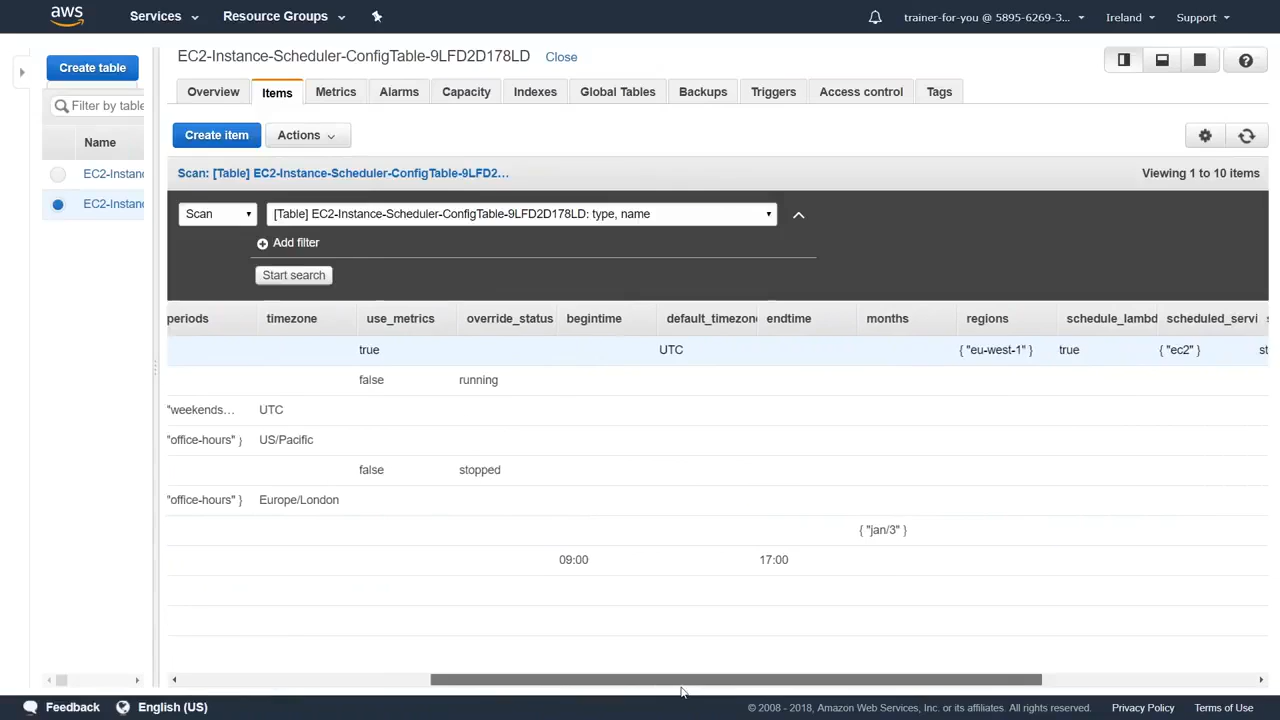 aws Services Resource Groups trainer-for-you @ 5895-6269-3... Ireland Support
EC2-Instance-Scheduler-ConfigTable-9LFD2D178LD Close
Create table
Overview Items Metrics Alarms Capacity Indexes Global Tables Backups Triggers Access control Tags
Filter by table
Create item Actions
Name
Scan: [Table] EC2-Instance-Scheduler-ConfigTable-9LFD2... Viewing 1 to 10 items
EC2-Instan
EC2-Instan
Scan [Table] EC2-Instance-Scheduler-ConfigTable-9LFD2D178LD: type, name
Add filter
Start search
periods timezone use_metrics override_status begintime default_timezone endtime months regions schedule_lambd scheduled_servi s
true UTC { "eu-west-1" } true { "ec2" } st
false running
"weekends... UTC
"office-hours" } US/Pacific
false stopped
"office-hours" } Europe/London
{ "jan/3" }
09:00 17:00
Feedback English (US) © 2008 - 2018, Amazon Web Services, Inc. or its affiliates. All rights reserved. Privacy Policy Terms of Use